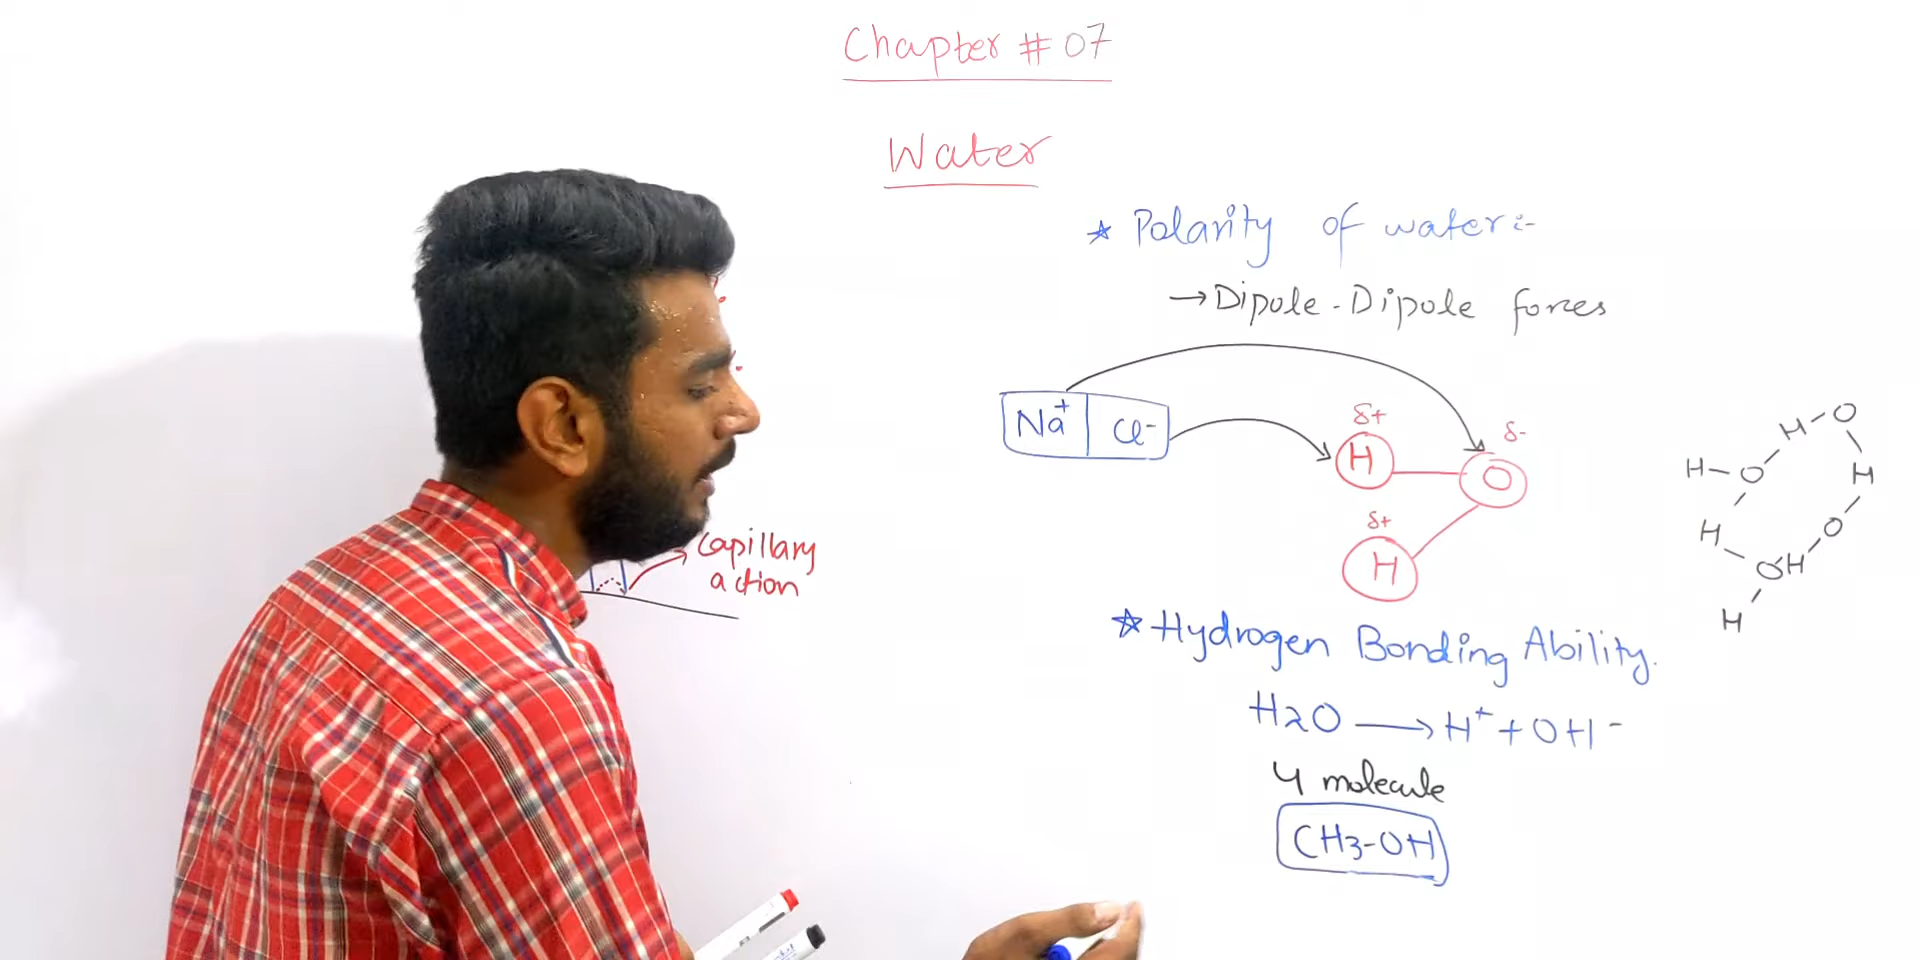 Chapter # 07
Water
☆ Polarity of water:-
→ Dipole-Dipole forces
Na+ Cl-
δ+ δ-
H O
δ+
H
H-O
H-O H
H O
OH
H
Capillary
action
☆ Hydrogen Bonding Ability.
H2O → H+ + OH-
4 molecule
CH3-OH